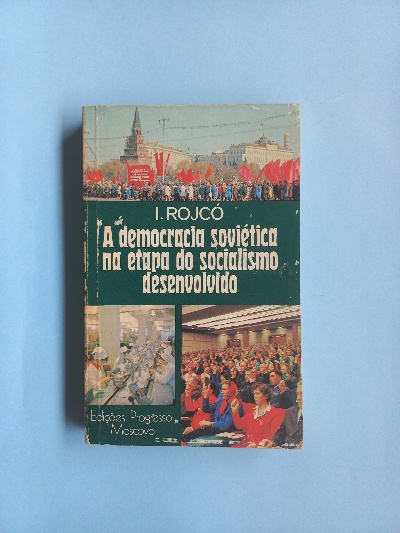 I. ROJCÓ
A democracia soviética
na etapa do socialismo
desenvolvido
Edições Progresso
Moscovo